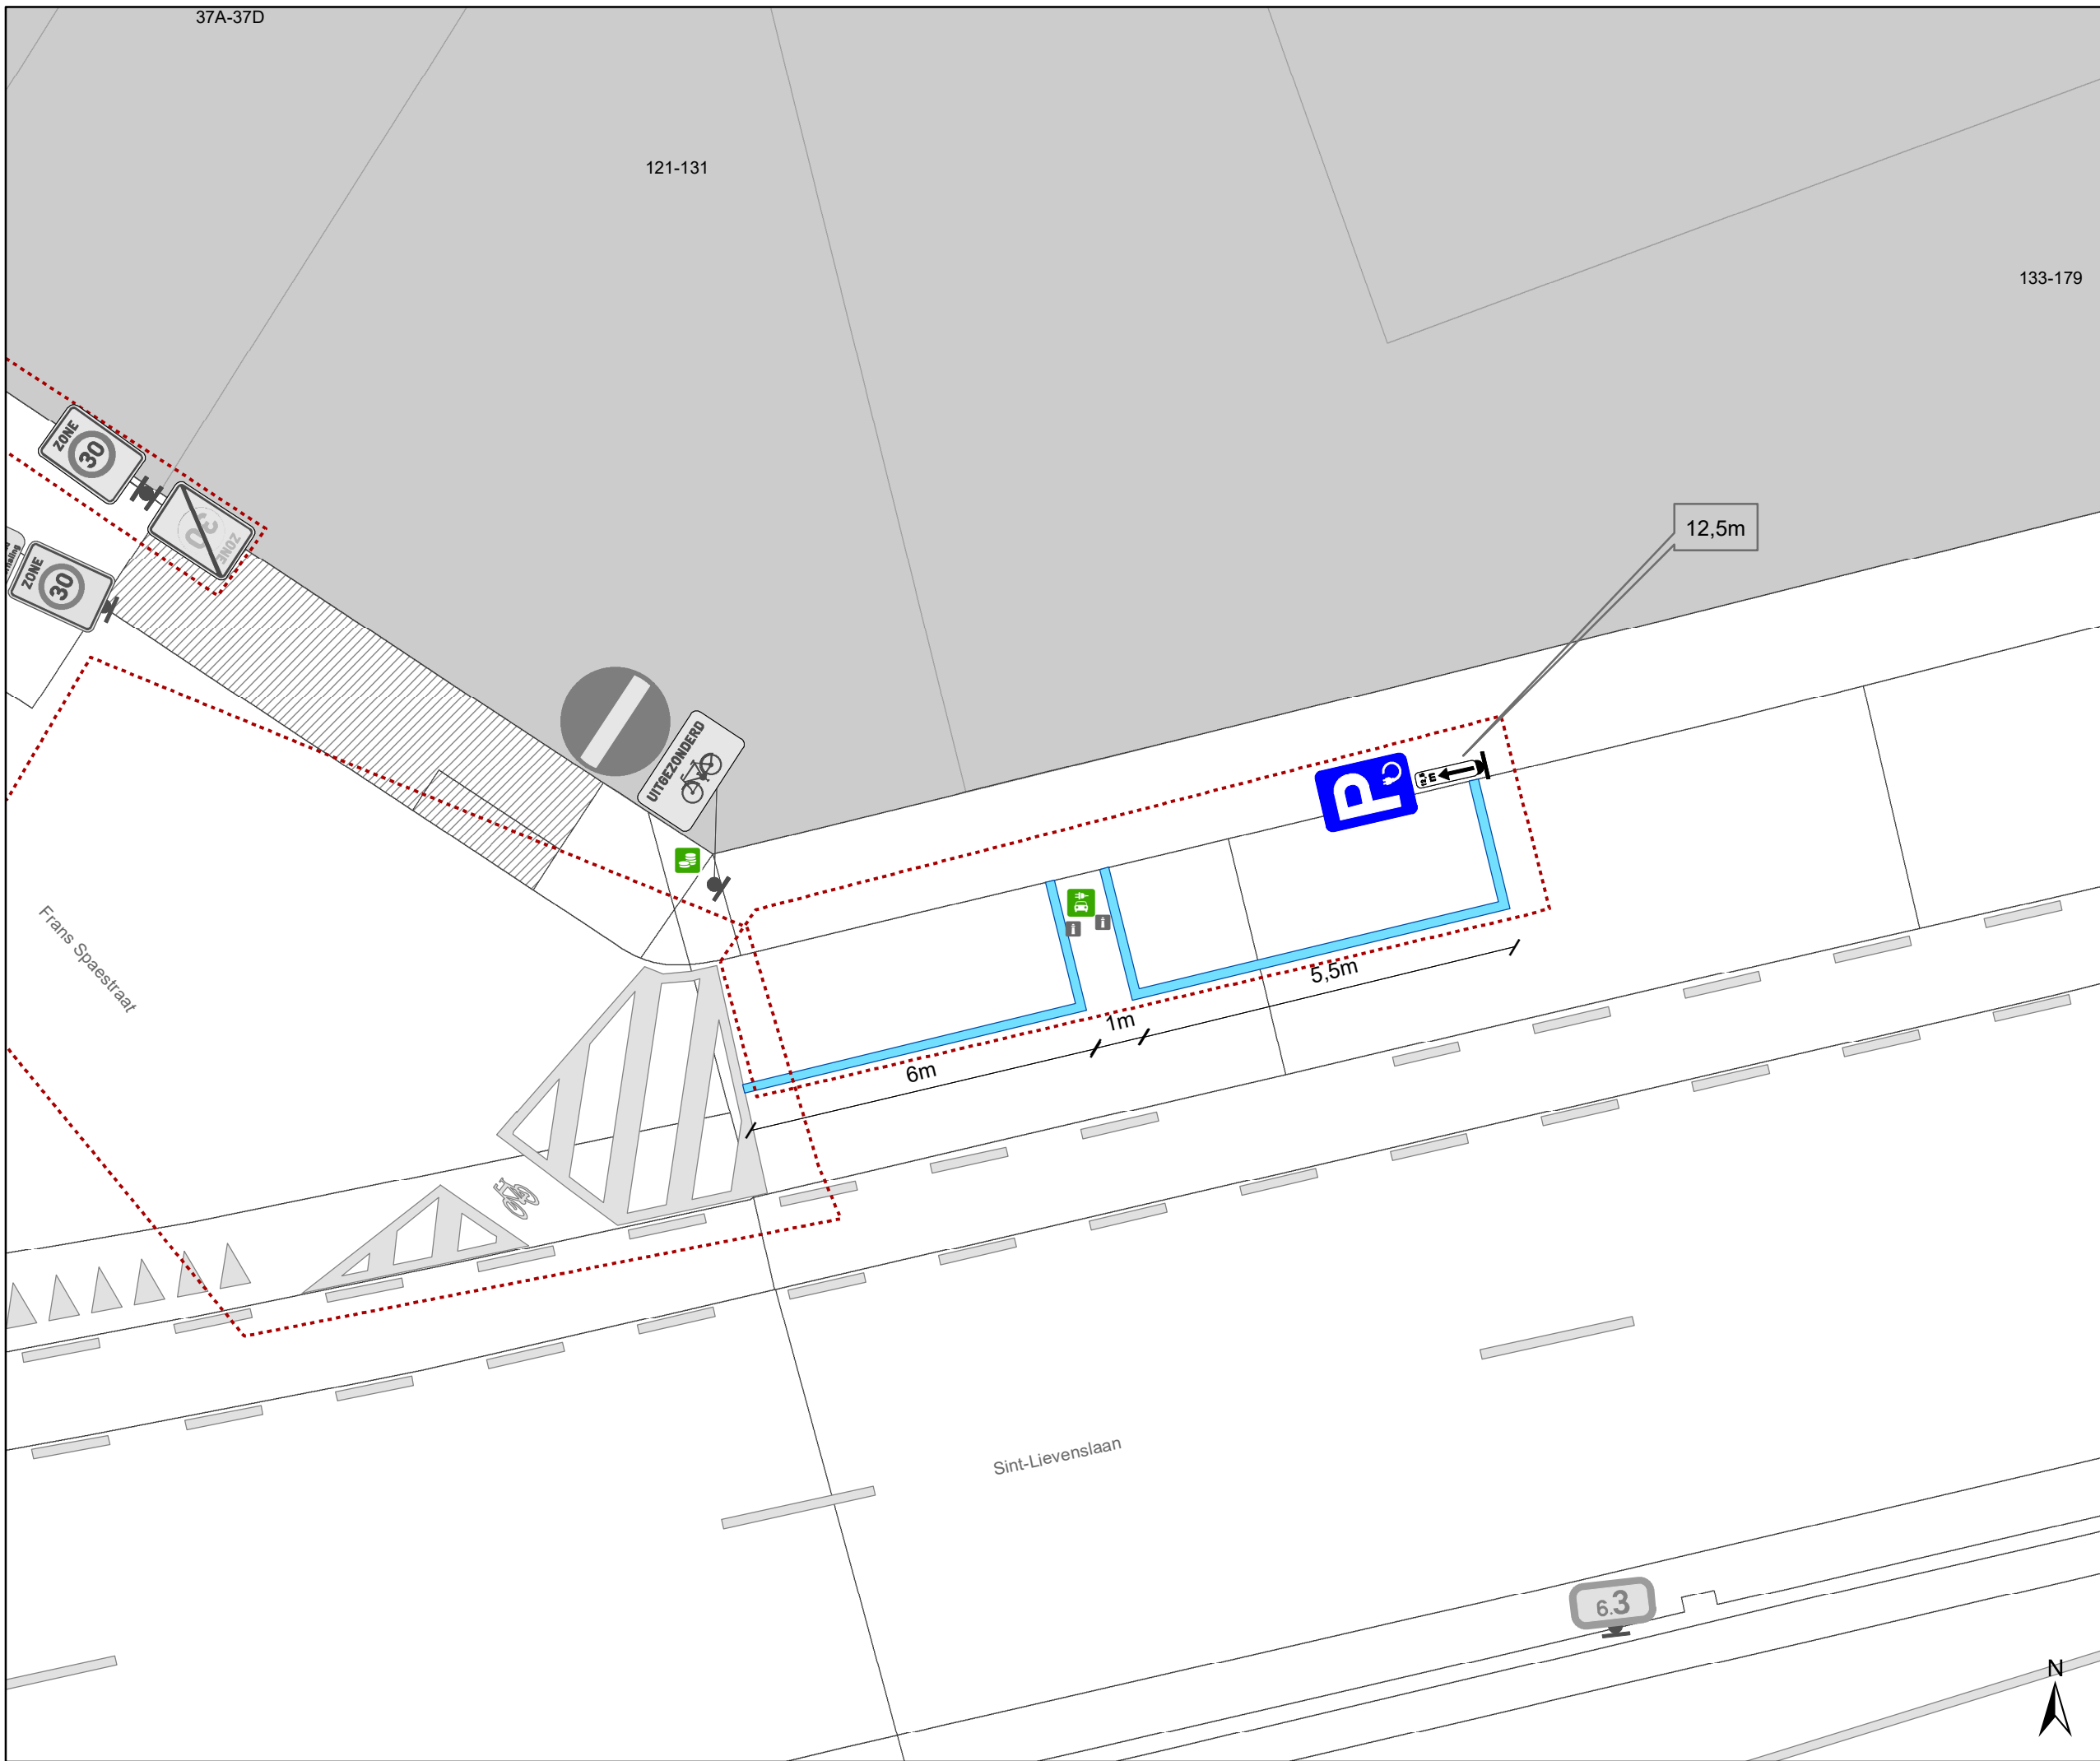 37A-37D
121-131
133-179
12,5m
ZONE
30
ZONE
30
ZONE
30
UITGEZONDERD
P
Frans Spaestraat
5,5m
1m
6m
Sint-Lievenslaan
6.3
N